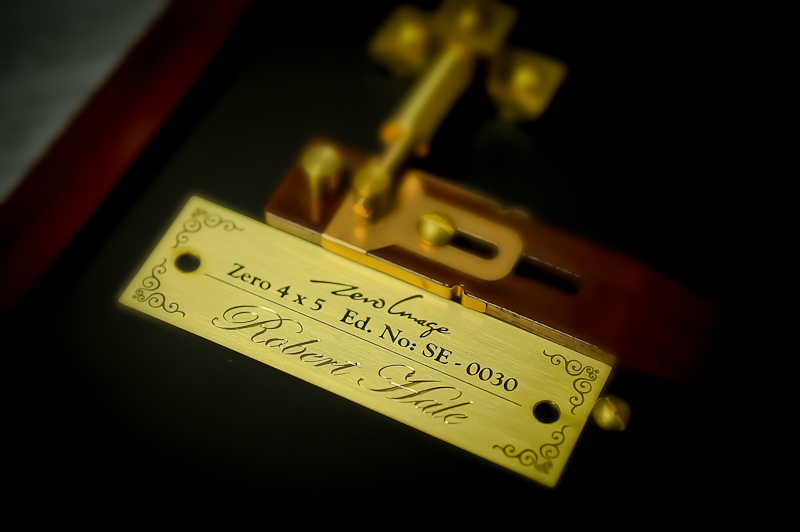 Zero Image
Zero 4 x 5 Ed. No: SE - 0030
Robert Hale